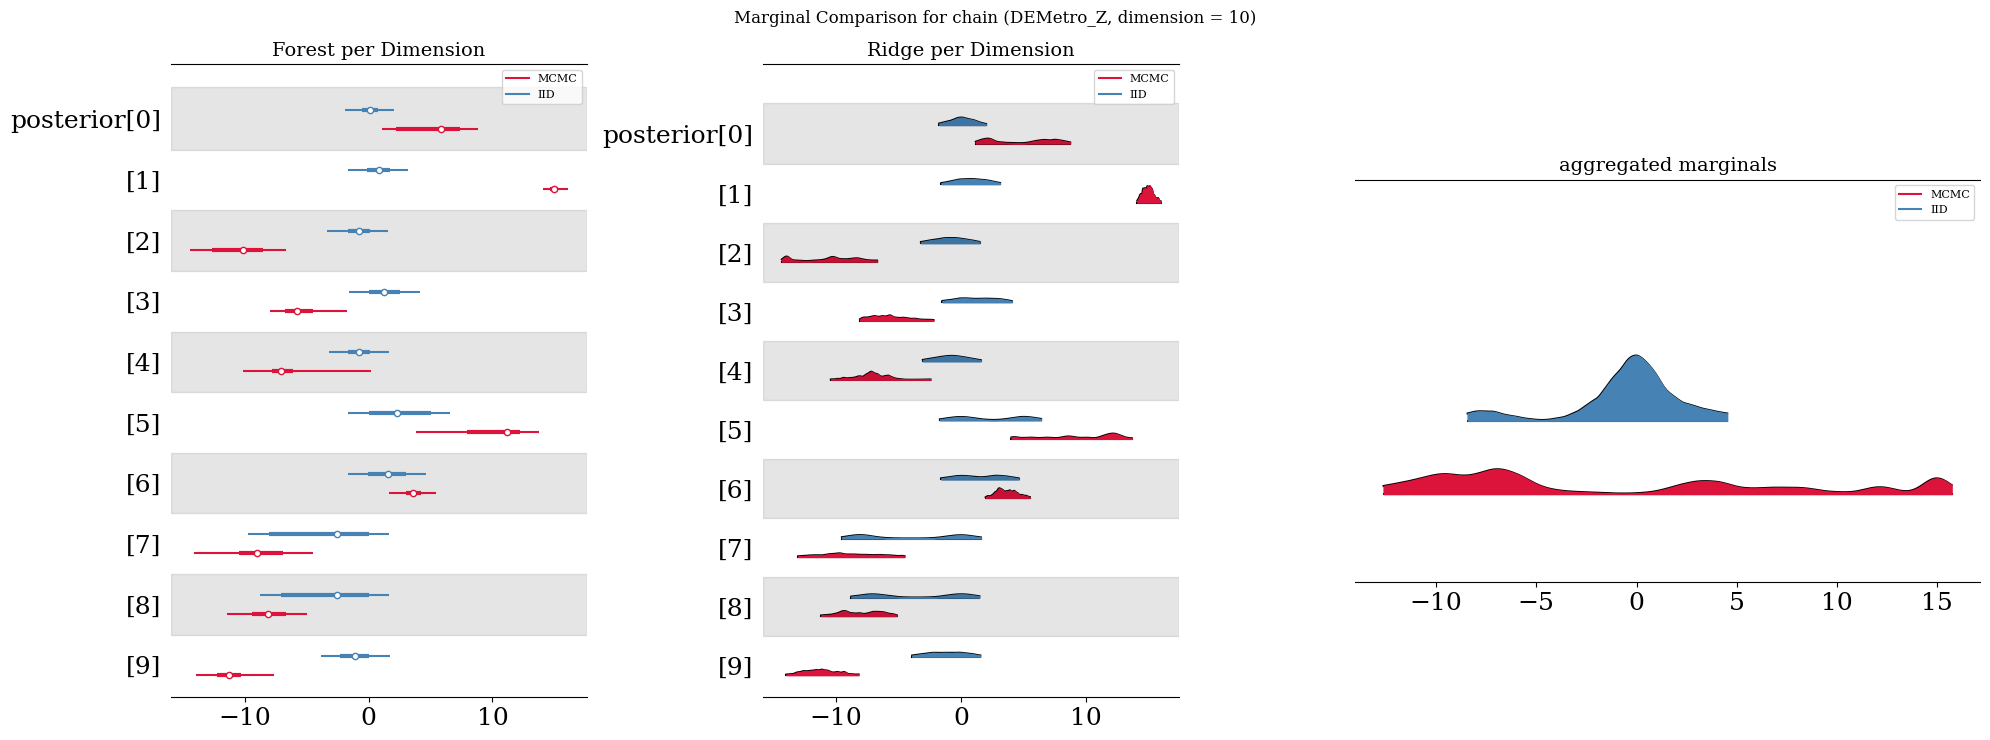 Marginal Comparison for chain (DEMetro_Z, dimension = 10)
Forest per Dimension
MCMC
IID
posterior[0]
[1]
[2]
[3]
[4]
[5]
[6]
[7]
[8]
[9]
−10 0 10
Ridge per Dimension
MCMC
IID
posterior[0]
[1]
[2]
[3]
[4]
[5]
[6]
[7]
[8]
[9]
−10 0 10
aggregated marginals
MCMC
IID
−10 −5 0 5 10 15